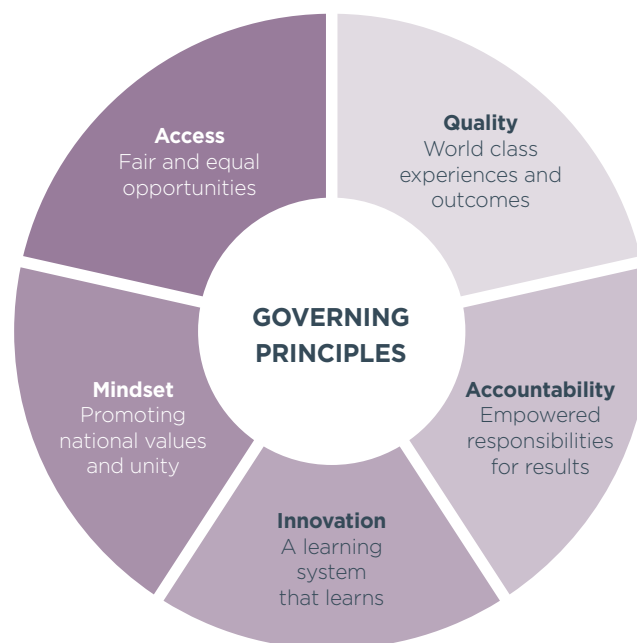 Access
Fair and equal
opportunities
Quality
World class
experiences and
outcomes
GOVERNING
PRINCIPLES
Mindset
Promoting
national values
and unity
Accountability
Empowered
responsibilities
for results
Innovation
A learning
system
that learns